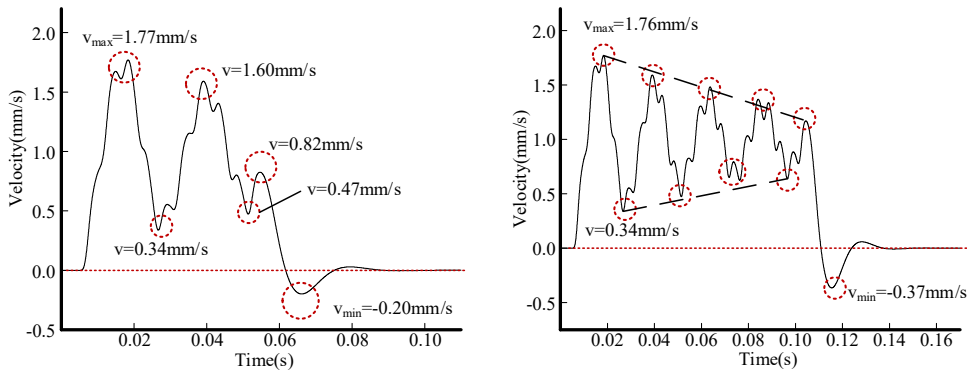 2.0
1.5
1.0
0.5
0.0
-0.5
Velocity(mm/s)
vmax=1.77mm/s
v=1.60mm/s
v=0.82mm/s
v=0.47mm/s
v=0.34mm/s
vmin=-0.20mm/s
0.02 0.04 0.06 0.08 0.10
Time(s)
2.0
1.5
1.0
0.5
0.0
-0.5
Velocity(mm/s)
vmax=1.76mm/s
v=0.34mm/s
vmin=-0.37mm/s
0.02 0.04 0.06 0.08 0.10 0.12 0.14 0.16
Time(s)